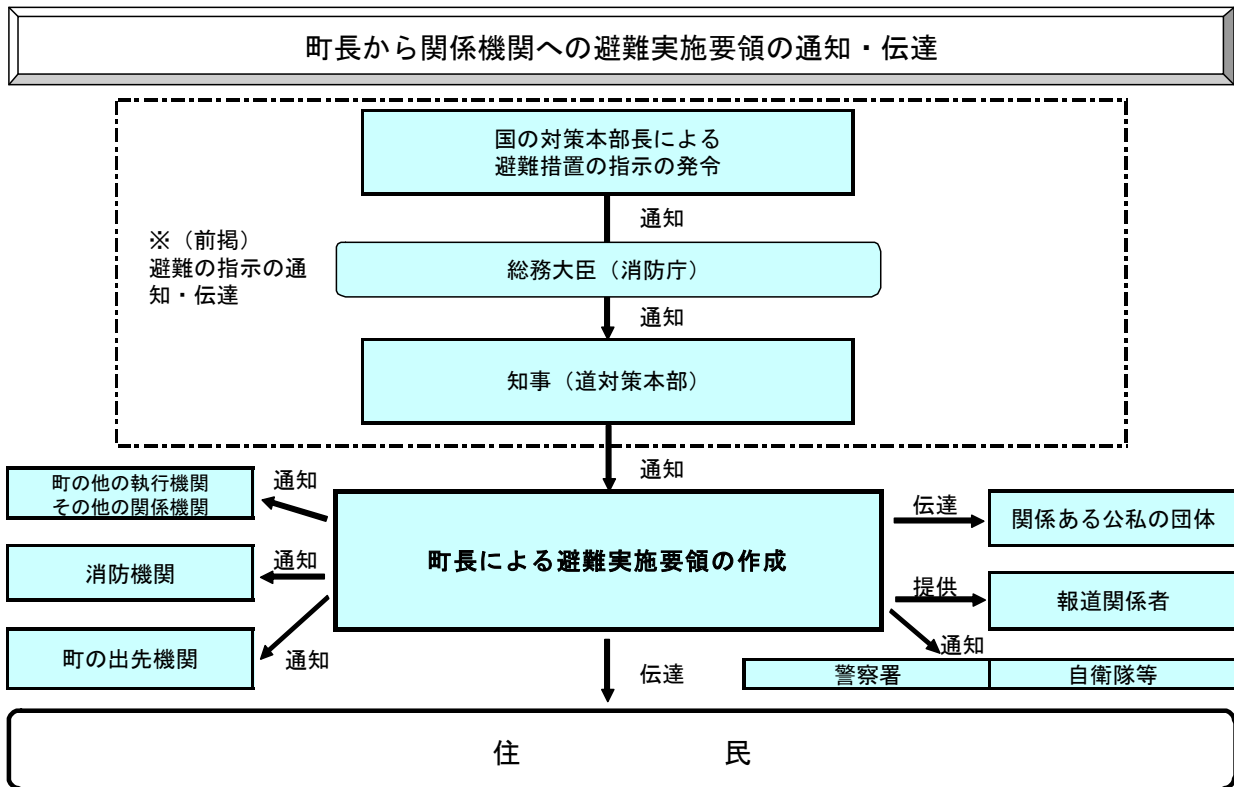 町長から関係機関への避難実施要領の通知・伝達
国の対策本部長による
避難措置の指示の発令
通知
※（前掲）
避難の指示の通
知・伝達
総務大臣（消防庁）
通知
知事（道対策本部）
通知
町の他の執行機関
その他の関係機関
通知
消防機関
通知
町の出先機関
通知
町長による避難実施要領の作成
伝達
関係ある公私の団体
提供
報道関係者
通知
警察署
自衛隊等
伝達
住民